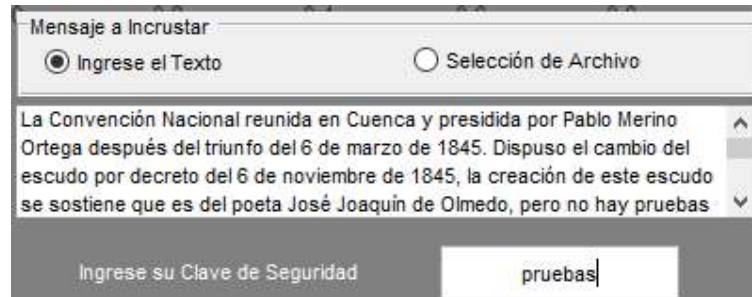 Mensaje a Incrustar
Ingrese el Texto Selección de Archivo
La Convención Nacional reunida en Cuenca y presidida por Pablo Merino
Ortega después del triunfo del 6 de marzo de 1845. Dispuso el cambio del
escudo por decreto del 6 de noviembre de 1845, la creación de este escudo
se sostiene que es del poeta José Joaquín de Olmedo, pero no hay pruebas
Ingrese su Clave de Seguridad pruebas